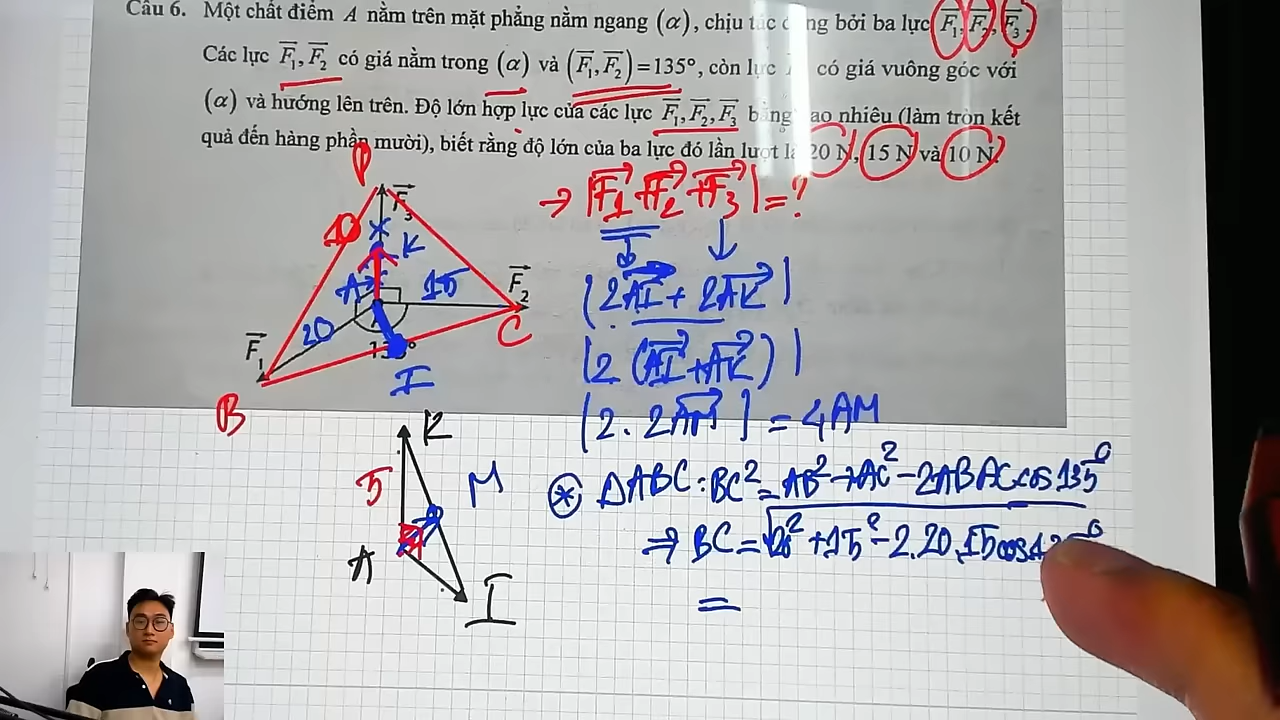 Câu 6. Một chất điểm A nằm trên mặt phẳng nằm ngang (α), chịu tác động bởi ba lực F₁, F₂, F₃.
Các lực F₁, F₂ có giá nằm trong (α) và (F₁, F₂) = 135°, còn lực có giá vuông góc với
(α) và hướng lên trên. Độ lớn hợp lực của các lực F₁, F₂, F₃ bằng bao nhiêu (làm tròn kết
quả đến hàng phần mười), biết rằng độ lớn của ba lực đó lần lượt là 20 N, 15 N và 10 N.
→ |F₁ + F₂ + F₃| = ?
F₃
10
K
15
F₂
20
C
F₁
I
B
|2AI + 2AK|
|2 (AI + AK)|
|2. 2AM| = 4AM
K
5
M
A
I
* ΔABC: BC² = AB² + AC² - 2AB AC cos 135⁰
⇒ BC = √20² + 15² - 2.20.15 cos
=